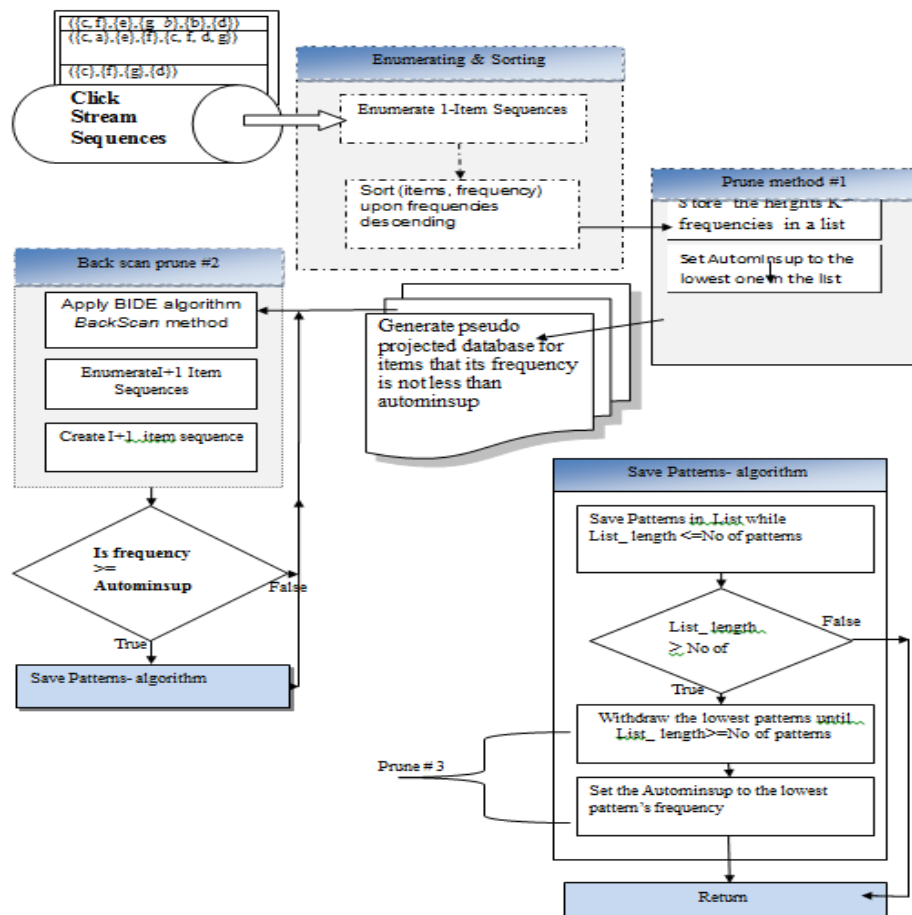 ({c, f},{e},{g b},{b},{d})
({c, a},{e},{f},{c, f, d, g})
({c},{f},{g},{d})
Click
Stream
Sequences
Enumerating & Sorting
Enumerate 1-Item Sequences
Sort (items, frequency)
upon frequencies
descending
Prune method #1
Store the heights K
frequencies in a list
Set Autominsup to the
lowest one in the list
Back scan prune #2
Apply BIDE algorithm
BackScan method
EnumerateI+1 Item
Sequences
Create I+1 item sequence
Generate pseudo
projected database for
items that its frequency
is not less than
autominsup
Is frequency
>=
Autominsup
False
True
Save Patterns- algorithm
Save Patterns- algorithm
Save Patterns in List while
List_ length <=No of patterns
List_ length
> No of
False
True
Withdraw the lowest patterns until
List_ length>=No of patterns
Prune # 3
Set the Autominsup to the lowest
pattern's frequency
Return